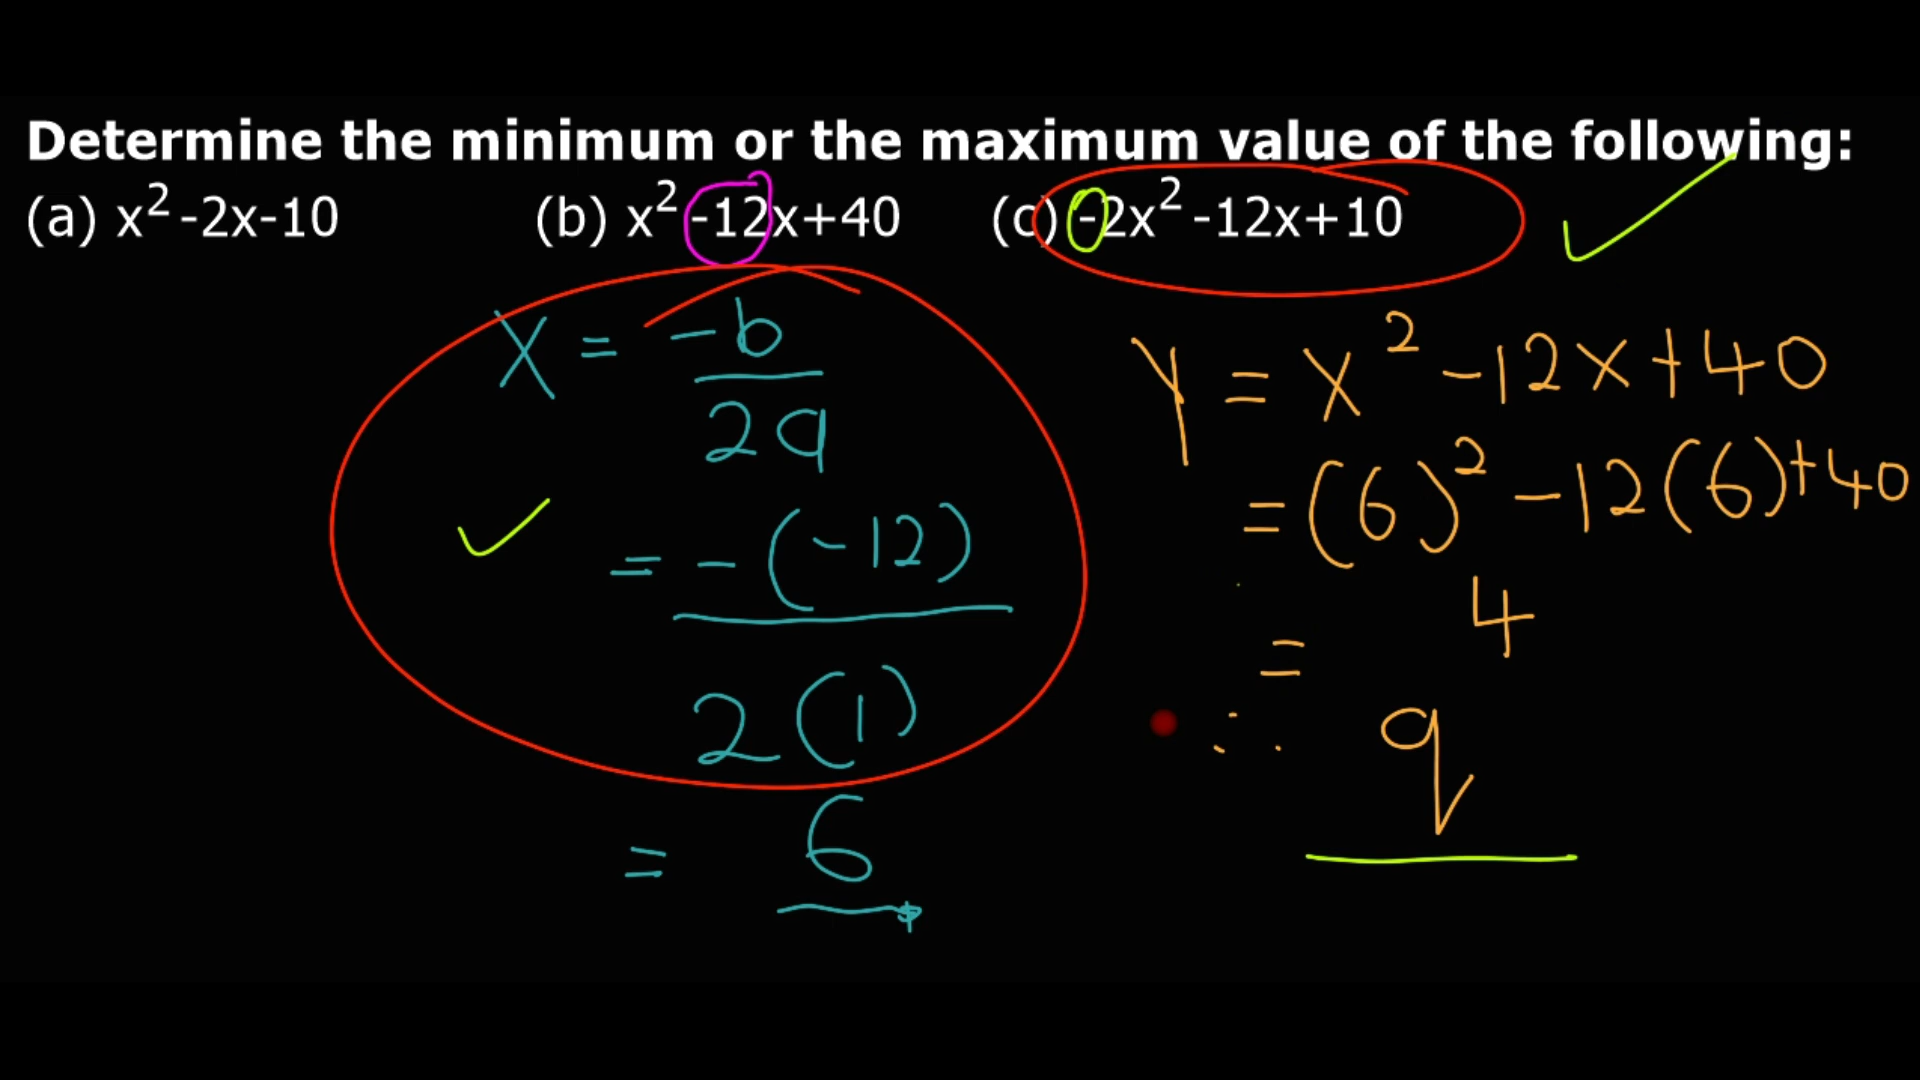 Determine the minimum or the maximum value of the following:
(a) x²-2x-10 (b) x²-12x+40 (c) -2x²-12x+10
x = -b
2a
= -(-12)
2(1)
= 6
y = x² -12x+40
= (6)² -12(6)+40
= 4
∴ q